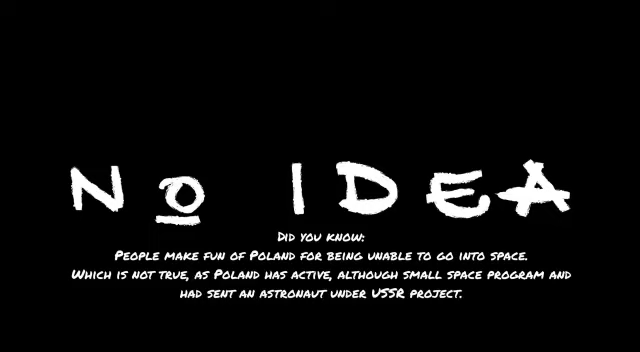 No IDEA
Did you know:
People make fun of Poland for being unable to go into space.
Which is not true, as Poland has active, although small space program and
had sent an astronaut under USSR project.